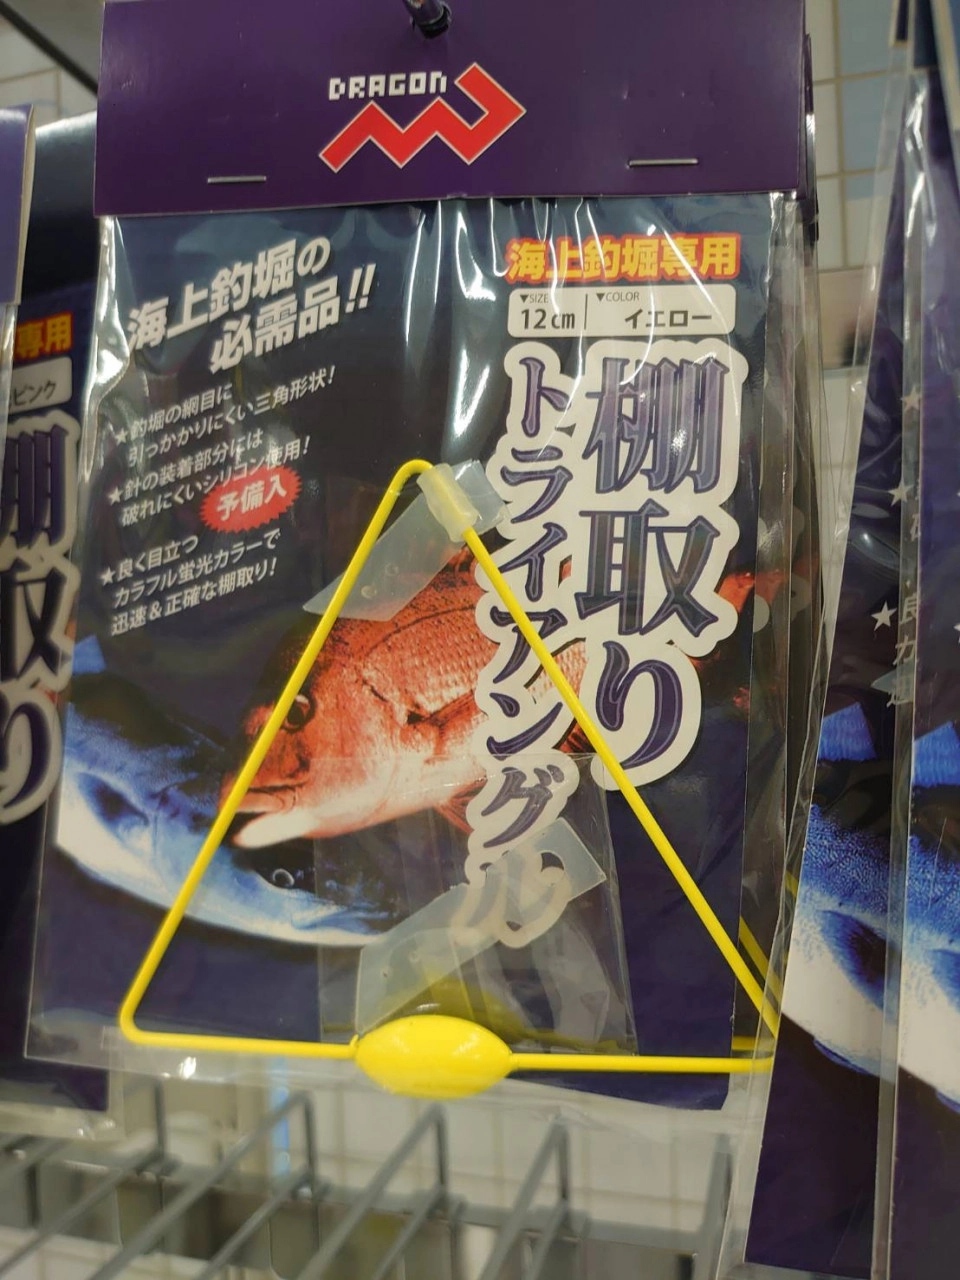 DRAGON
海上釣堀の
必需品!!
★釣堀の網目に
引っかかりにくい三角形状!
★針の装着部分には
破れにくいシリコン使用!
予備入
★良く目立つ
カラフル蛍光カラーで
迅速&正確な棚取り!
海上釣堀専用
▼SIZE
12cm
▼COLOR
イエロー
棚取り
トライアングル
専用
ピンク
棚取り